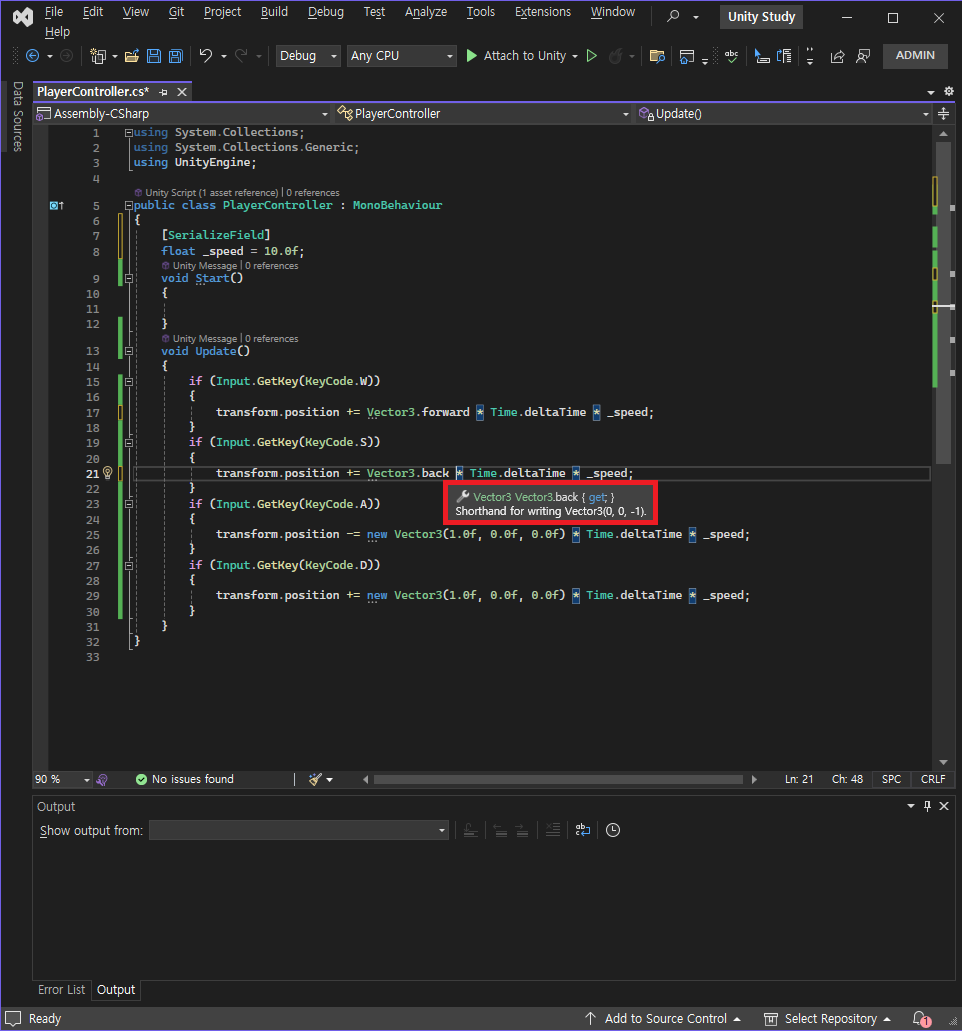 File Edit View Git Project Build Debug Test Analyze Tools Extensions Window Unity Study
Help
Debug Any CPU Attach to Unity ADMIN
Data Sources
PlayerController.cs*
Assembly-CSharp PlayerController Update()
1 using System.Collections;
2 using System.Collections.Generic;
3 using UnityEngine;
4
Unity Script (1 asset reference) | 0 references
5 public class PlayerController : MonoBehaviour
6 {
7 [SerializeField]
8 float _speed = 10.0f;
Unity Message | 0 references
9 void Start()
10 {
11
12 }
Unity Message | 0 references
13 void Update()
14 {
15 if (Input.GetKey(KeyCode.W))
16 {
17 transform.position += Vector3.forward * Time.deltaTime * _speed;
18 }
19 if (Input.GetKey(KeyCode.S))
20 {
21 transform.position += Vector3.back * Time.deltaTime * _speed;
22 }
Vector3 Vector3.back { get; }
Shorthand for writing Vector3(0, 0, -1).
23 if (Input.GetKey(KeyCode.A))
24 {
25 transform.position -= new Vector3(1.0f, 0.0f, 0.0f) * Time.deltaTime * _speed;
26 }
27 if (Input.GetKey(KeyCode.D))
28 {
29 transform.position += new Vector3(1.0f, 0.0f, 0.0f) * Time.deltaTime * _speed;
30 }
31 }
32 }
33
90 % No issues found Ln: 21 Ch: 48 SPC CRLF
Output
Show output from:
Error List Output
Ready Add to Source Control Select Repository 1